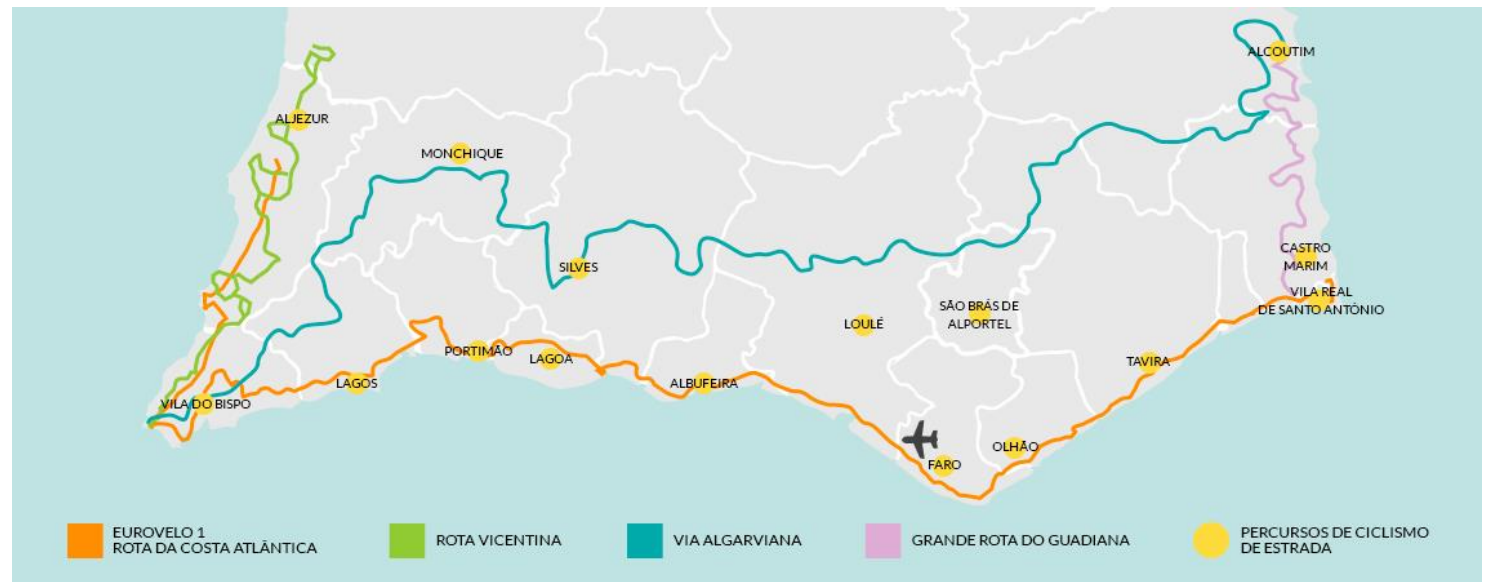 ALCOUTIM
ALJEZUR
MONCHIQUE
CASTRO
MARIM
SILVES
VILA REAL
DE SANTO ANTÒNIO
SÃO BRÁS DE
ALPORTEL
LOULÉ
PORTIMÃO
LAGOA
TAVIRA
LAGOS
ALBUFEIRA
VILA DO BISPO
OLHÃO
FARO
EUROVELO 1
ROTA DA COSTA ATLÂNTICA
ROTA VICENTINA
VIA ALGARVIANA
GRANDE ROTA DO GUADIANA
PERCURSOS DE CICLISMO
DE ESTRADA